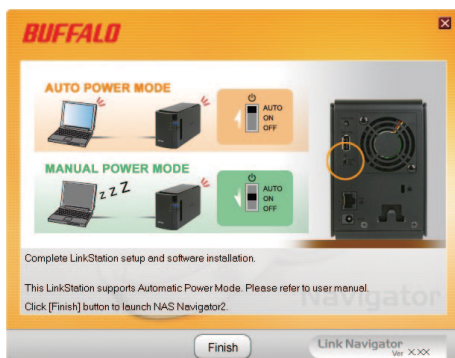 BUFFALO
AUTO POWER MODE
AUTO
ON
OFF
MANUAL POWER MODE
zzZ
AUTO
ON
OFF
Complete LinkStation setup and software installation.
This LinkStation supports Automatic Power Mode. Please refer to user manual.
Click [Finish] button to launch NAS Navigator2.
Navigator
Finish
Link Navigator
Ver X.XX